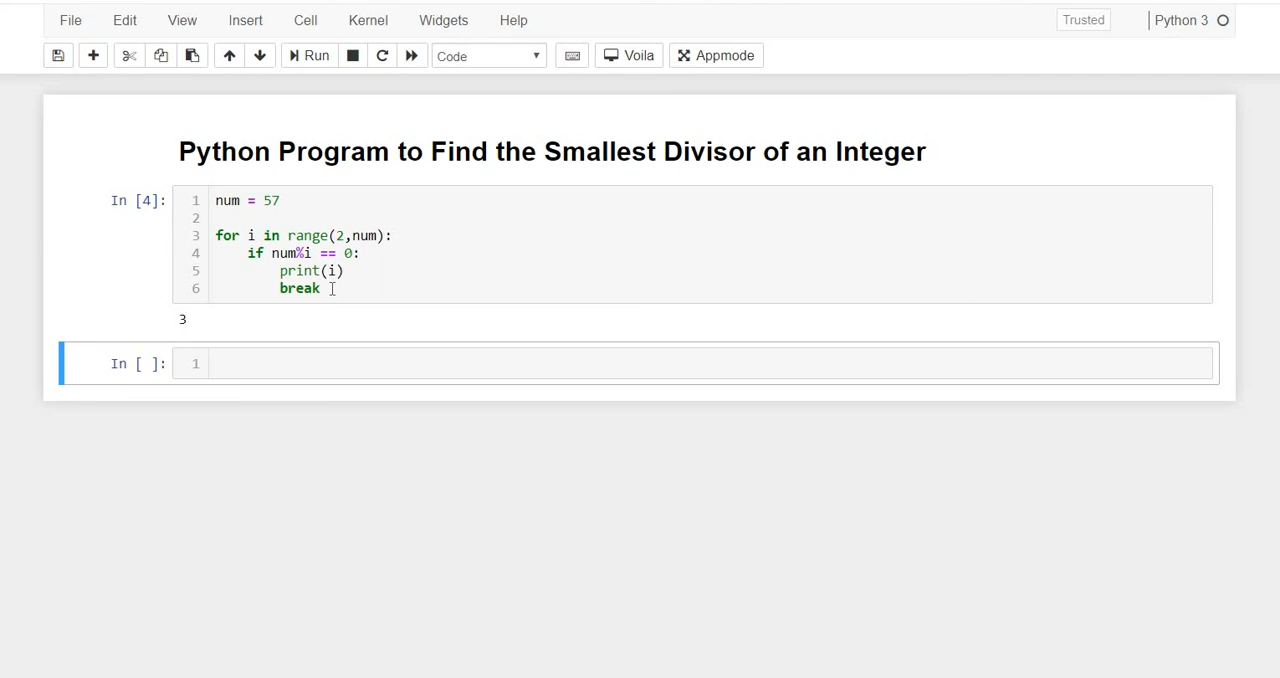 File Edit View Insert Cell Kernel Widgets Help Trusted Python 3
Run Code Voila Appmode
Python Program to Find the Smallest Divisor of an Integer
In [4]: 1 num = 57
2
3 for i in range(2,num):
4     if num%i == 0:
5         print(i)
6         break
3
In [ ]: 1